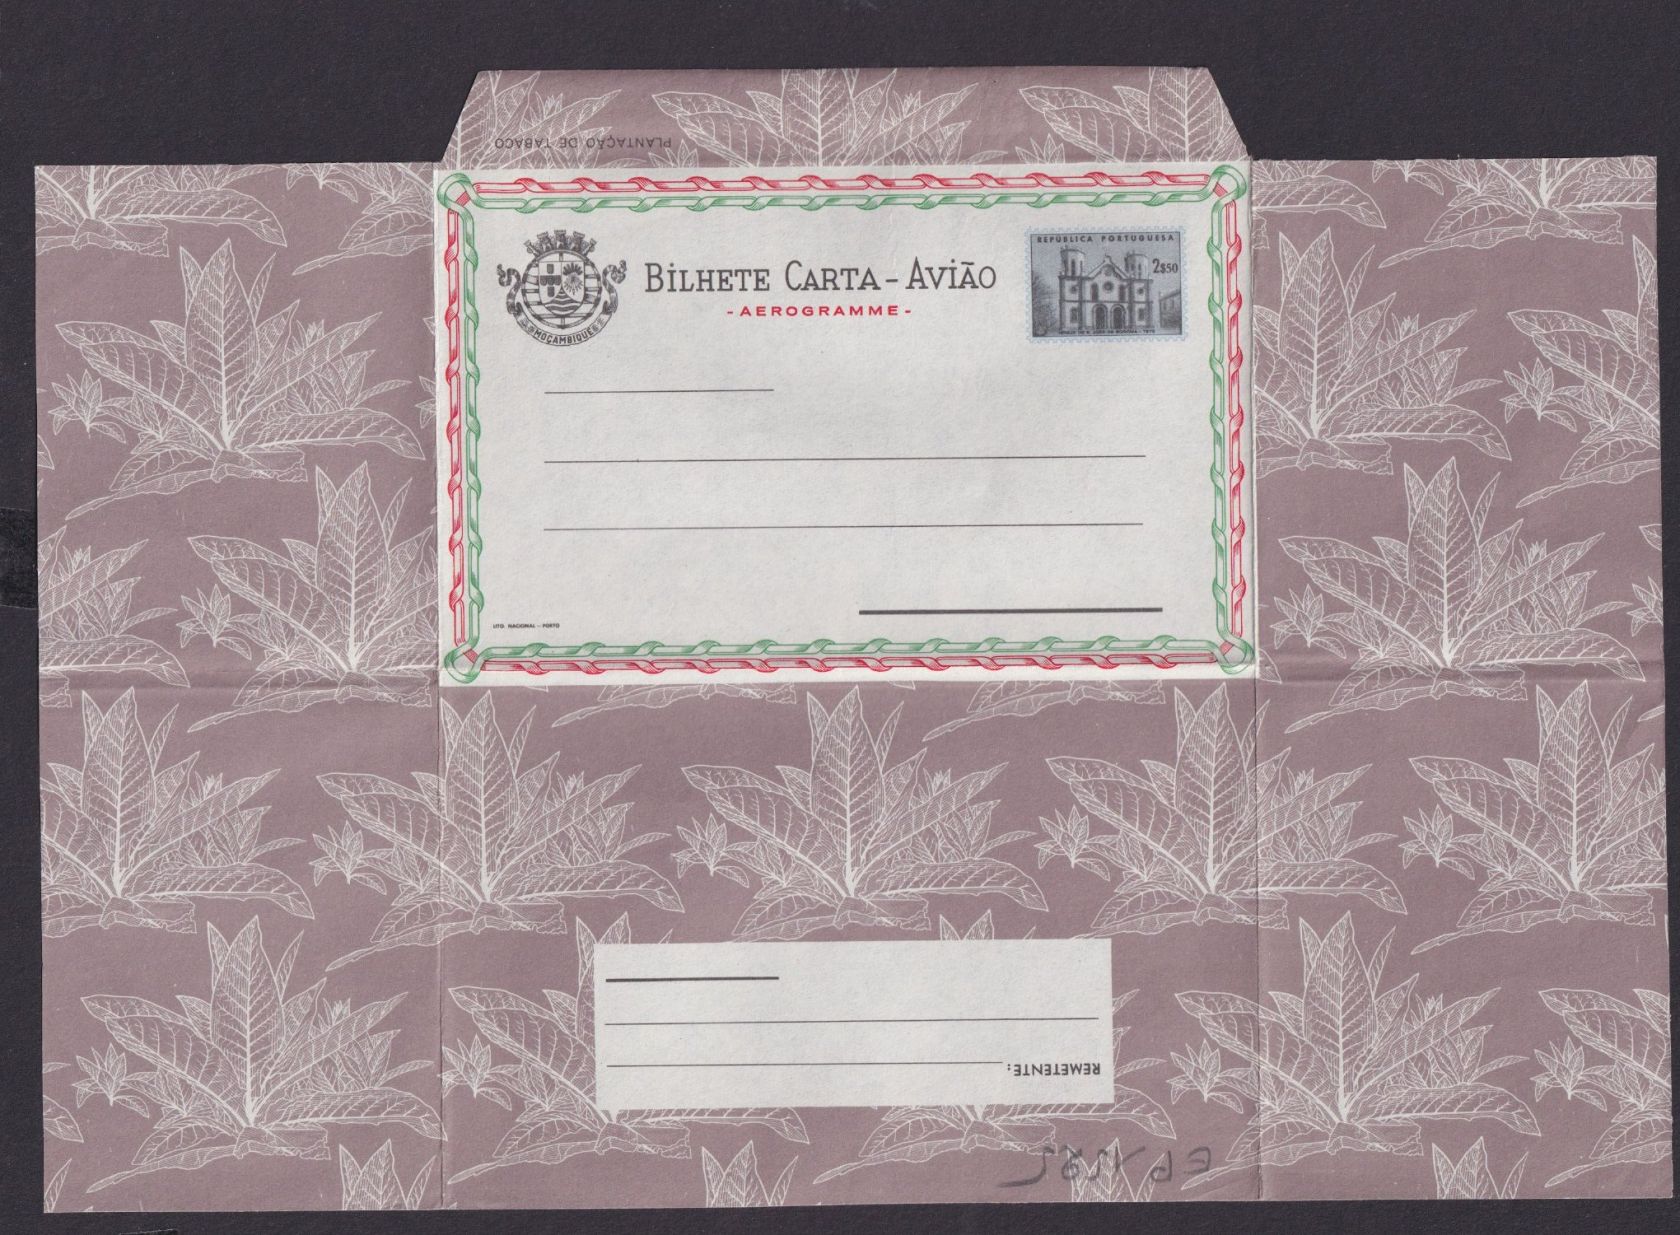 PLANTAÇÃO DE TABACO
BILHETE CARTA-AVIÃO
- AEROGRAMME -
MOÇAMBIQUE
REPÚBLICA PORTUGUESA
2$50
LITO. NACIONAL - PORTO
REMETENTE: